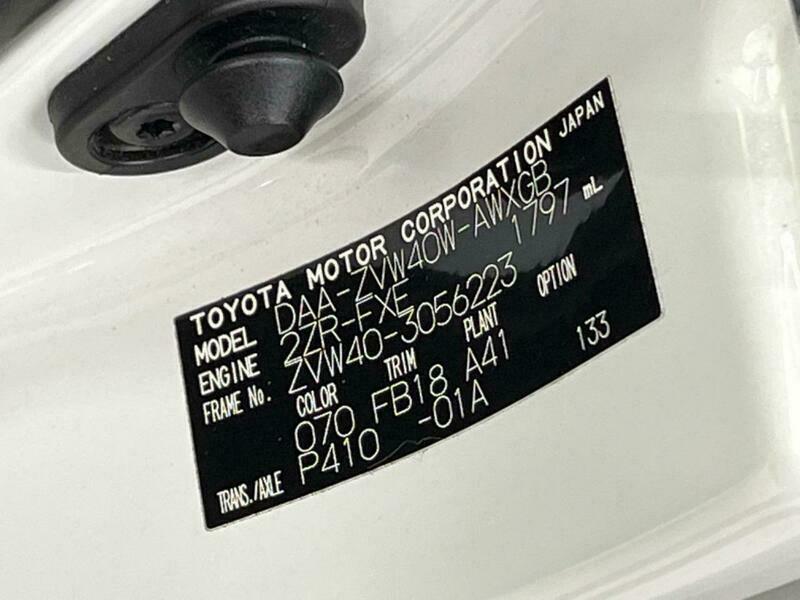 TOYOTA MOTOR CORPORATION JAPAN
MODEL DAA-ZVW40W-AWXGB
ENGINE 2ZR-FXE 1797 mL
FRAME No. ZVW40-3056223
COLOR TRIM PLANT OPTION
070 FB18 A41 133
TRANS./AXLE P410 -01A